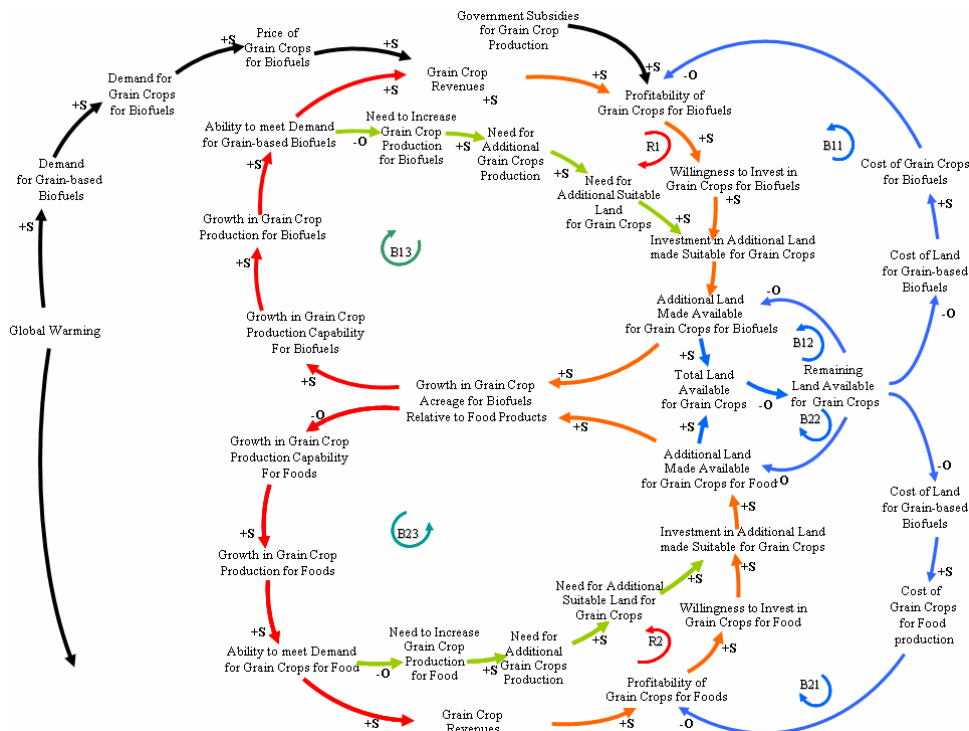 Government Subsidies
for Grain Crop
Production
Price of
Grain Crops
for Biofuels
+S
+S
+S
Grain Crop
Revenues
+S
+S
+S
+S
-O
Profitability of
Grain Crops for Biofuels
Demand for
Grain Crops
for Biofuels
+S
Ability to meet Demand
for Grain-based Biofuels
-O
Need to Increase
Grain Crop
Production
for Biofuels
+S
Need for
Additional
Grain Crops
Production
+S
R1
+S
B11
Demand
for Grain-based
Biofuels
+S
Need for
Additional Suitable
Land
for Grain Crops
Willingness to Invest in
Grain Crops for Biofuels
+S
Cost of Grain Crops
for Biofuels
+S
+S
+S
Growth in Grain Crop
Production for Biofuels
+S
B13
Investment in Additional Land
made Suitable for Grain Crops
Cost of Land
for Grain-based
Biofuels
-O
Global Warming
Growth in Grain Crop
Production Capability
For Biofuels
+S
Additional Land
Made Available
for Grain Crops for Biofuels
-O
B12
+S
+S
Total Land
Available
for Grain Crops
-O
Remaining
Land Available
for Grain Crops
Growth in Grain Crop
Acreage for Biofuels
Relative to Food Products
-O
+S
+S
B22
Growth in Grain Crop
Production Capability
For Foods
Additional Land
Made Available
for Grain Crops for Food
-O
-O
+S
B23
+S
Cost of Land
for Grain-based
Biofuels
+S
Growth in Grain Crop
Production for Foods
Investment in Additional Land
made Suitable for Grain Crops
+S
+S
Need for Additional
Suitable Land for
Grain Crops
Willingness to Invest in
Grain Crops for Food
Cost of
Grain Crops
for Food
production
+S
Ability to meet Demand
for Grain Crops for Food
-O
Need to Increase
Grain Crop
Production
for Food
+S
Need for
Additional
Grain Crops
Production
+S
R2
+S
Profitability of
Grain Crops for Foods
B21
+S
Grain Crop
Revenues
+S
-O